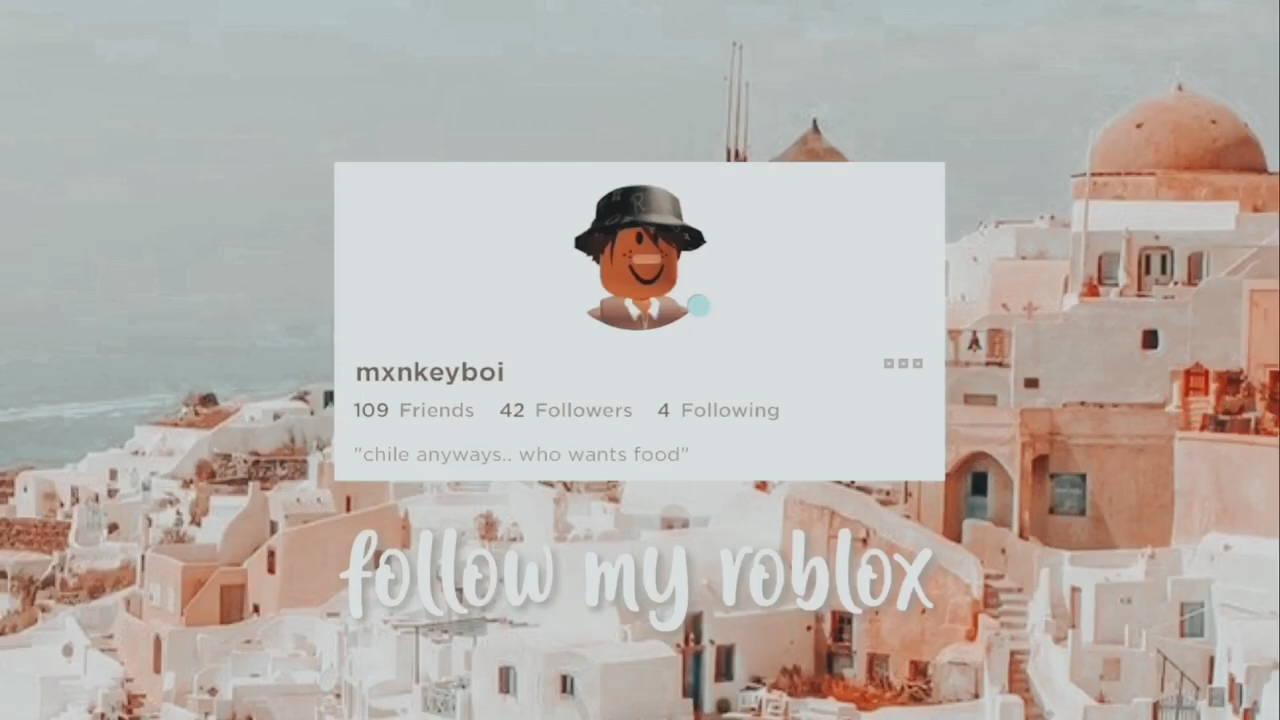 mxnkeyboi
109 Friends 42 Followers 4 Following
"chile anyways.. who wants food"
follow my roblox